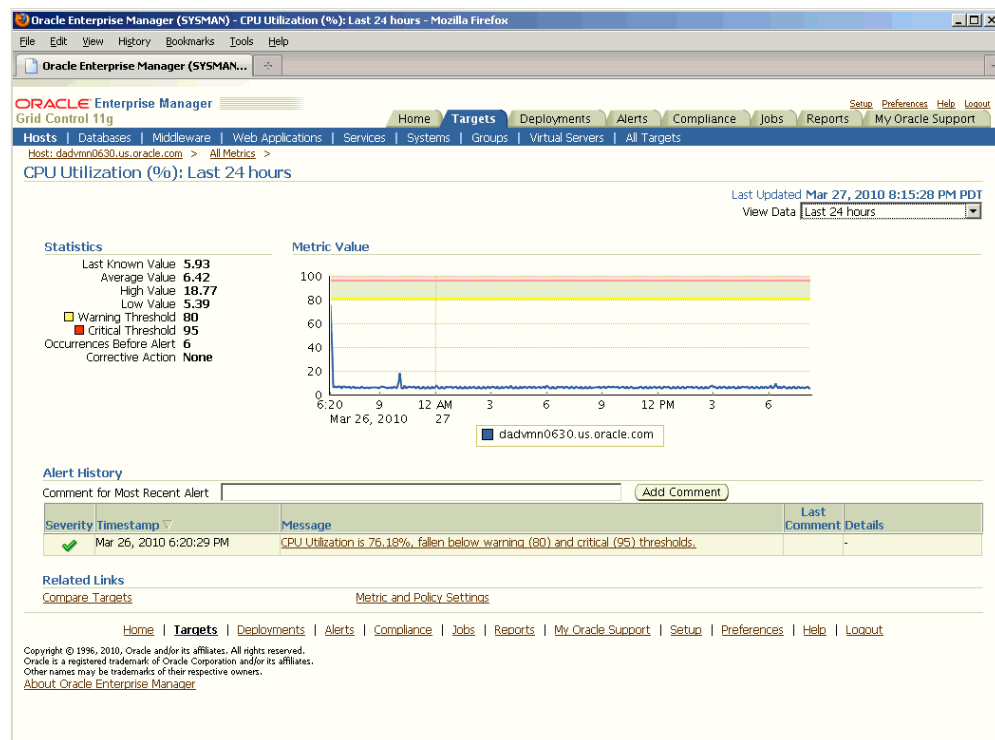 Oracle Enterprise Manager (SYSMAN) - CPU Utilization (%): Last 24 hours - Mozilla Firefox
File Edit View History Bookmarks Tools Help
Oracle Enterprise Manager (SYSMAN...
ORACLE Enterprise Manager
Grid Control 11g
Setup Preferences Help Logout
Home Targets Deployments Alerts Compliance Jobs Reports My Oracle Support
Hosts | Databases | Middleware | Web Applications | Services | Systems | Groups | Virtual Servers | All Targets
Host: dadvmn0630.us.oracle.com > All Metrics >
CPU Utilization (%): Last 24 hours
Last Updated Mar 27, 2010 8:15:28 PM PDT
View Data Last 24 hours
Statistics
Last Known Value 5.93
Average Value 6.42
High Value 18.77
Low Value 5.39
Warning Threshold 80
Critical Threshold 95
Occurrences Before Alert 6
Corrective Action None
Metric Value
100
80
60
40
20
0
6:20 9 12 AM 3 6 9 12 PM 3 6
Mar 26, 2010 27
dadvmn0630.us.oracle.com
Alert History
Comment for Most Recent Alert Add Comment
Severity Timestamp Message Last Comment Details
Mar 26, 2010 6:20:29 PM CPU Utilization is 76.18%, fallen below warning (80) and critical (95) thresholds. -
Related Links
Compare Targets Metric and Policy Settings
Home | Targets | Deployments | Alerts | Compliance | Jobs | Reports | My Oracle Support | Setup | Preferences | Help | Logout
Copyright © 1996, 2010, Oracle and/or its affiliates. All rights reserved.
Oracle is a registered trademark of Oracle Corporation and/or its affiliates.
Other names may be trademarks of their respective owners.
About Oracle Enterprise Manager